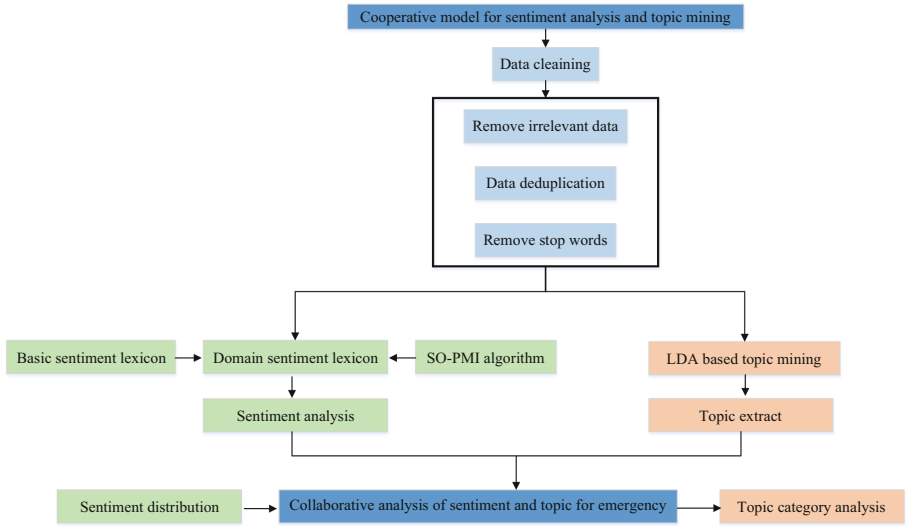 Cooperative model for sentiment analysis and topic mining
Data cleaining
Remove irrelevant data
Data deduplication
Remove stop words
Basic sentiment lexicon
Domain sentiment lexicon
SO-PMI algorithm
LDA based topic mining
Sentiment analysis
Topic extract
Sentiment distribution
Collaborative analysis of sentiment and topic for emergency
Topic category analysis